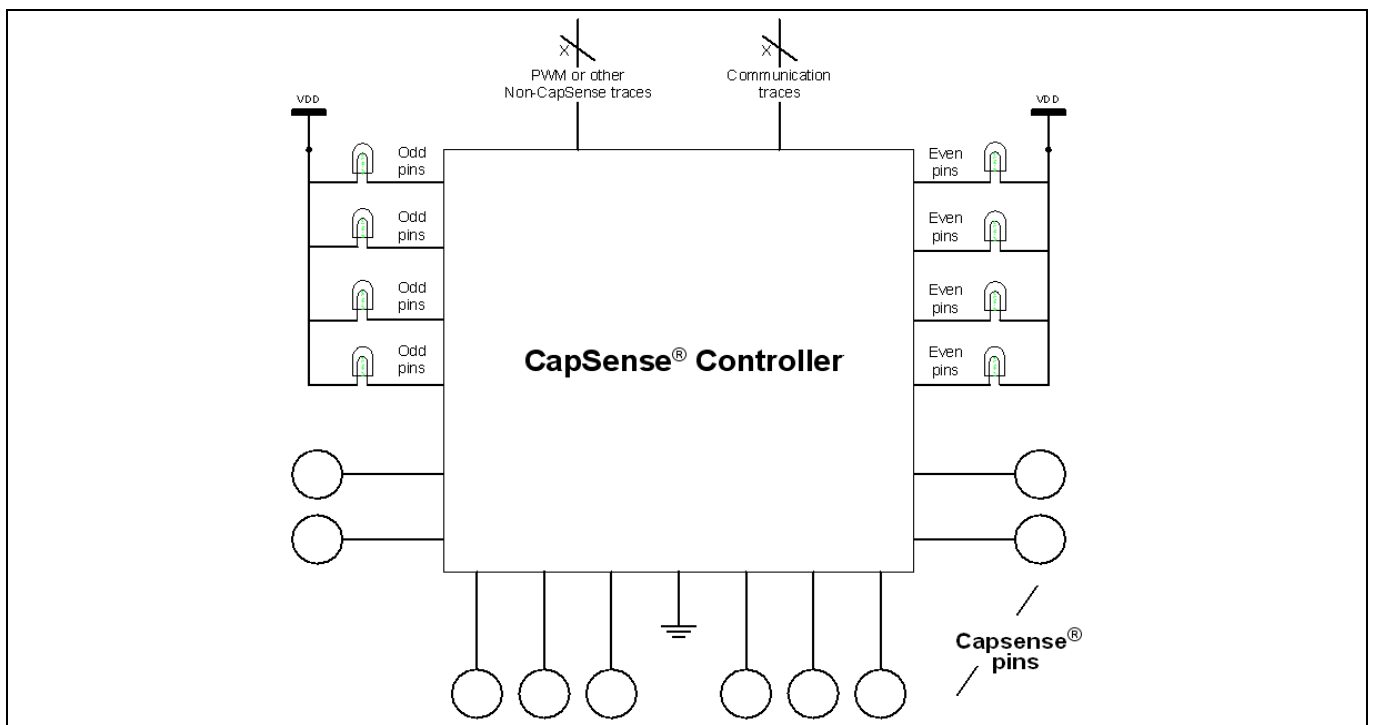 X
X
PWM or other
Non-CapSense traces
Communication
traces
VDD
VDD
Odd
pins
Even
pins
Odd
pins
Even
pins
Odd
pins
Even
pins
Odd
pins
Even
pins
CapSense® Controller
Capsense®
pins